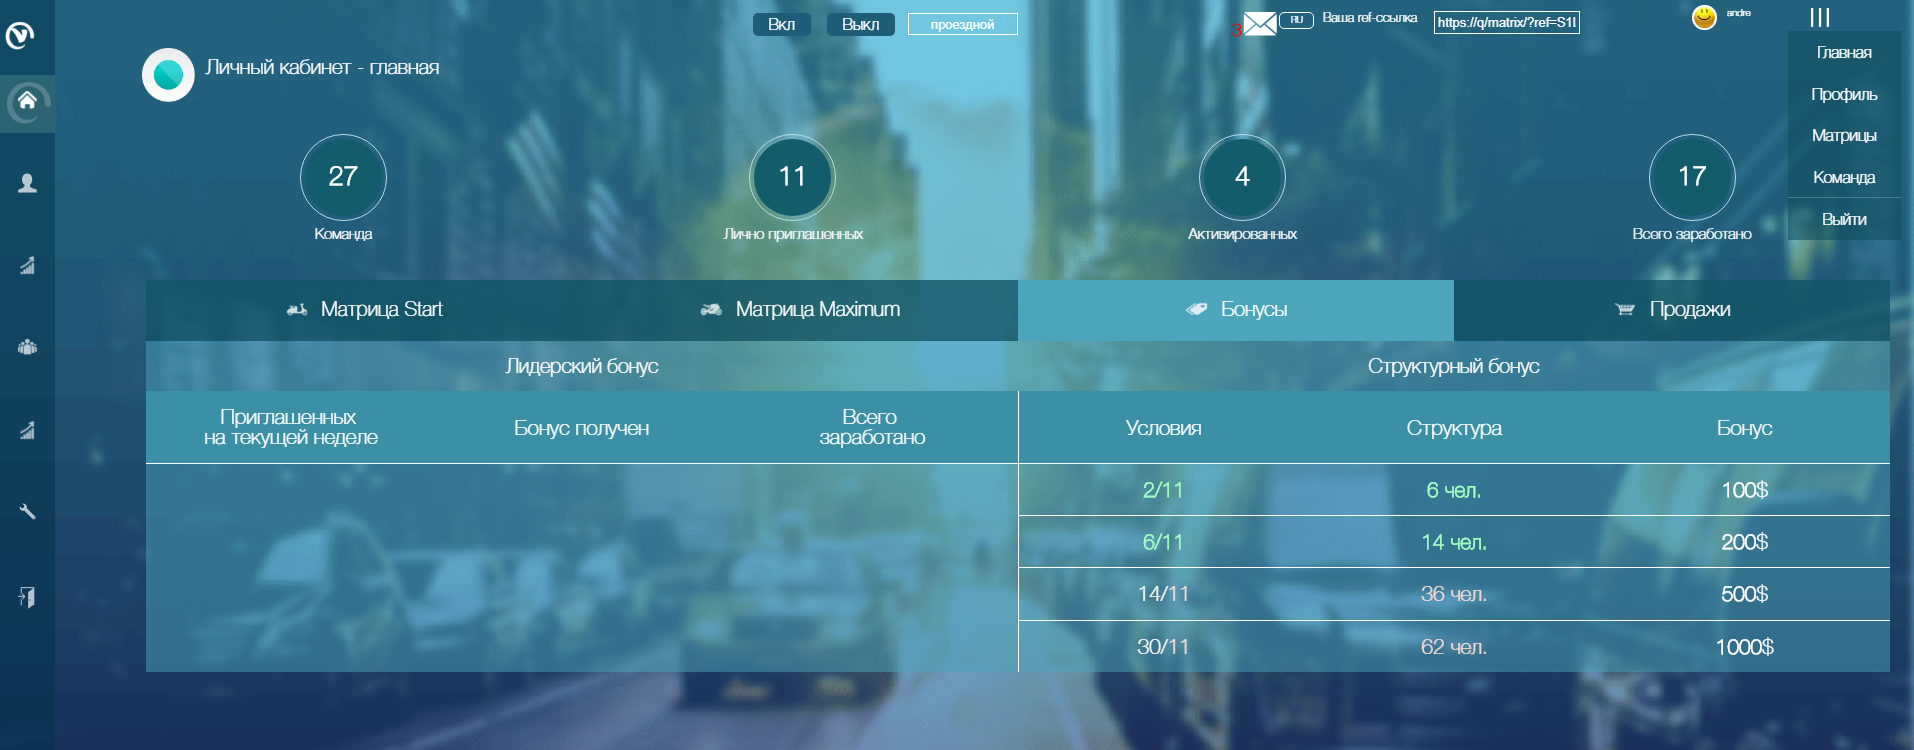 Вкл
Выкл
проездной
3
RU
Ваша ref-ссылка
https://q/matrix/?ref=S1l
andre
Личный кабинет - главная
Главная
Профиль
Матрицы
Команда
Выйти
27
Команда
11
Лично приглашенных
4
Активированных
17
Всего заработано
Матрица Start
Матрица Maximum
Бонусы
Продажи
Лидерский бонус
Структурный бонус
Приглашенных
на текущей неделе
Бонус получен
Всего
заработано
Условия
Структура
Бонус
2/11
6 чел.
100$
6/11
14 чел.
200$
14/11
36 чел.
500$
30/11
62 чел.
1000$